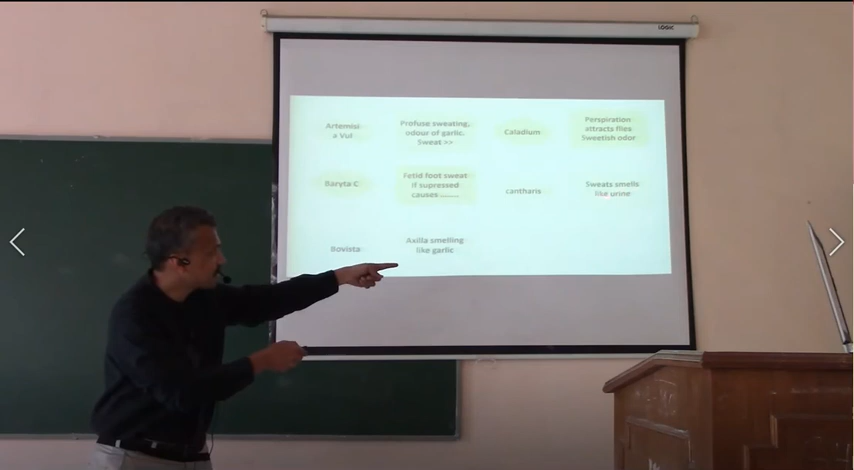 LOGIC
Artemisi
a Vul
Profuse sweating,
odour of garlic.
Sweat >>
Caladium
Perspiration
attracts flies
Sweetish odor
Baryta C
Fetid foot sweat
If supressed
causes ........
cantharis
Sweats smells
like urine
Bovista
Axilla smelling
like garlic